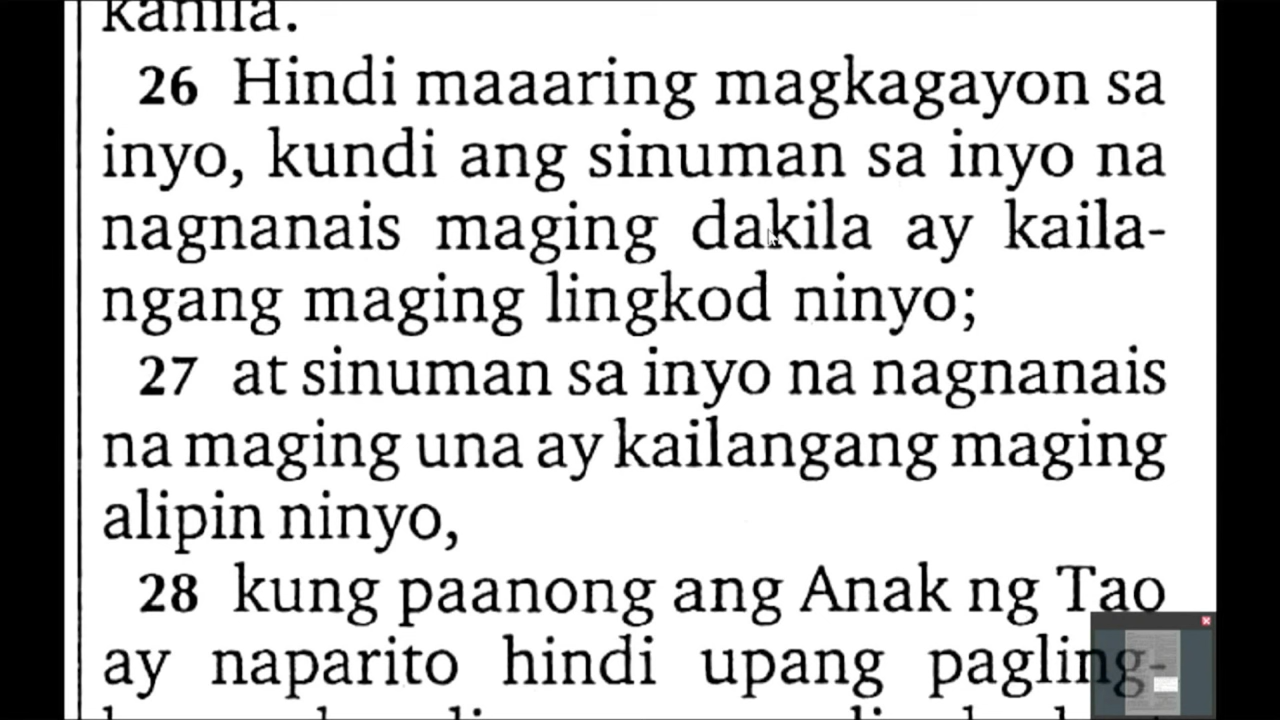 kanila.
26 Hindi maaaring magkagayon sa
inyo, kundi ang sinuman sa inyo na
nagnanais maging dakila ay kaila-
ngang maging lingkod ninyo;
27 at sinuman sa inyo na nagnanais
na maging una ay kailangang maging
alipin ninyo,
28 kung paanong ang Anak ng Tao
ay naparito hindi upang pagling-